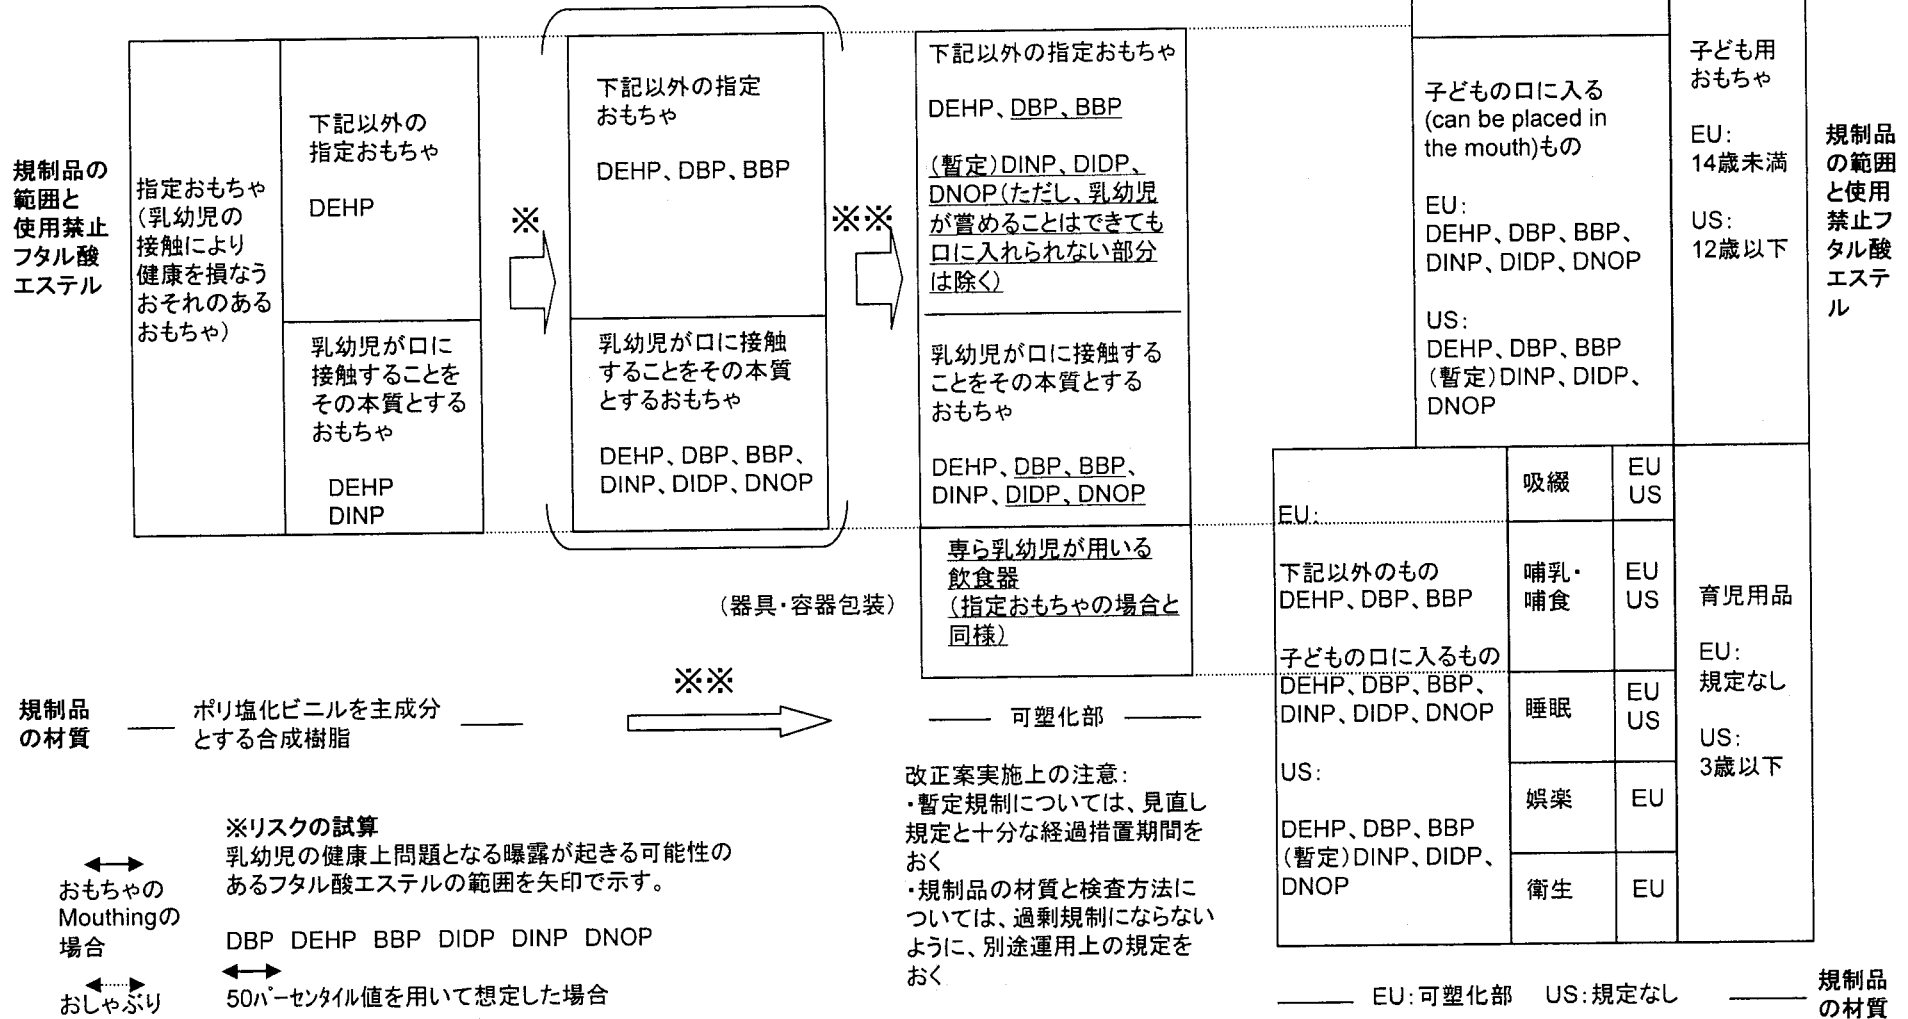 規制品の
範囲と
使用禁止
フタル酸
エステル
指定おもちゃ
(乳幼児の
接触により
健康を損なう
おそれのある
おもちゃ)
下記以外の
指定おもちゃ
DEHP
乳幼児が口に
接触することを
その本質とする
おもちゃ
DEHP
DINP
※
下記以外の指定
おもちゃ
DEHP、DBP、BBP
乳幼児が口に接触
することをその本質
とするおもちゃ
DEHP、DBP、BBP、
DINP、DIDP、DNOP
※※
下記以外の指定おもちゃ
DEHP、DBP、BBP
(暫定)DINP、DIDP、
DNOP(ただし、乳幼児
が嘗めることはできても
口に入れられない部分
は除く)
乳幼児が口に接触する
ことをその本質とする
おもちゃ
DEHP、DBP、BBP、
DINP、DIDP、DNOP
(器具・容器包装)
専ら乳幼児が用いる
飲食器
(指定おもちゃの場合と
同様)
子どもの口に入る
(can be placed in
the mouth)もの
EU:
DEHP、DBP、BBP、
DINP、DIDP、DNOP
US:
DEHP、DBP、BBP
(暫定)DINP、DIDP、
DNOP
子ども用
おもちゃ
EU:
14歳未満
US:
12歳以下
規制品
の範囲
と使用
禁止フ
タル酸
エステ
ル
EU:
下記以外のもの
DEHP、DBP、BBP
子どもの口に入るもの
DEHP、DBP、BBP、
DINP、DIDP、DNOP
US:
DEHP、DBP、BBP
(暫定)DINP、DIDP、
DNOP
吸綴
EU
US
哺乳・
哺食
EU
US
睡眠
EU
US
娯楽
EU
衛生
EU
育児用品
EU:
規定なし
US:
3歳以下
規制品
の材質
ポリ塩化ビニルを主成分
とする合成樹脂
※※
可塑化部
改正案実施上の注意:
・暫定規制については、見直し
規定と十分な経過措置期間を
おく
・規制品の材質と検査方法に
ついては、過剰規制にならない
ように、別途運用上の規定を
おく
※リスクの試算
乳幼児の健康上問題となる曝露が起きる可能性の
あるフタル酸エステルの範囲を矢印で示す。
おもちゃの
Mouthingの
場合
DBP DEHP BBP DIDP DINP DNOP
おしゃぶり
50パーセンタイル値を用いて想定した場合
EU:可塑化部 US:規定なし
規制品
の材質